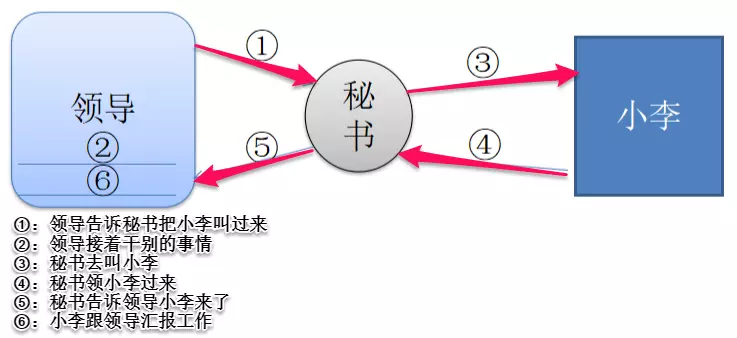 ①
③
领导
秘
书
小李
②
⑤
④
⑥
①：领导告诉秘书把小李叫过来
②：领导接着干别的事情
③：秘书去叫小李
④：秘书领小李过来
⑤：秘书告诉领导小李来了
⑥：小李跟领导汇报工作